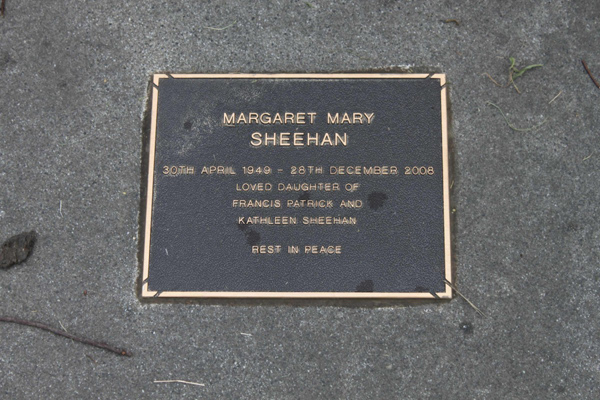 MARGARET MARY
SHEEHAN
30TH APRIL 1949 - 28TH DECEMBER 2008
LOVED DAUGHTER OF
FRANCIS PATRICK AND
KATHLEEN SHEEHAN
REST IN PEACE